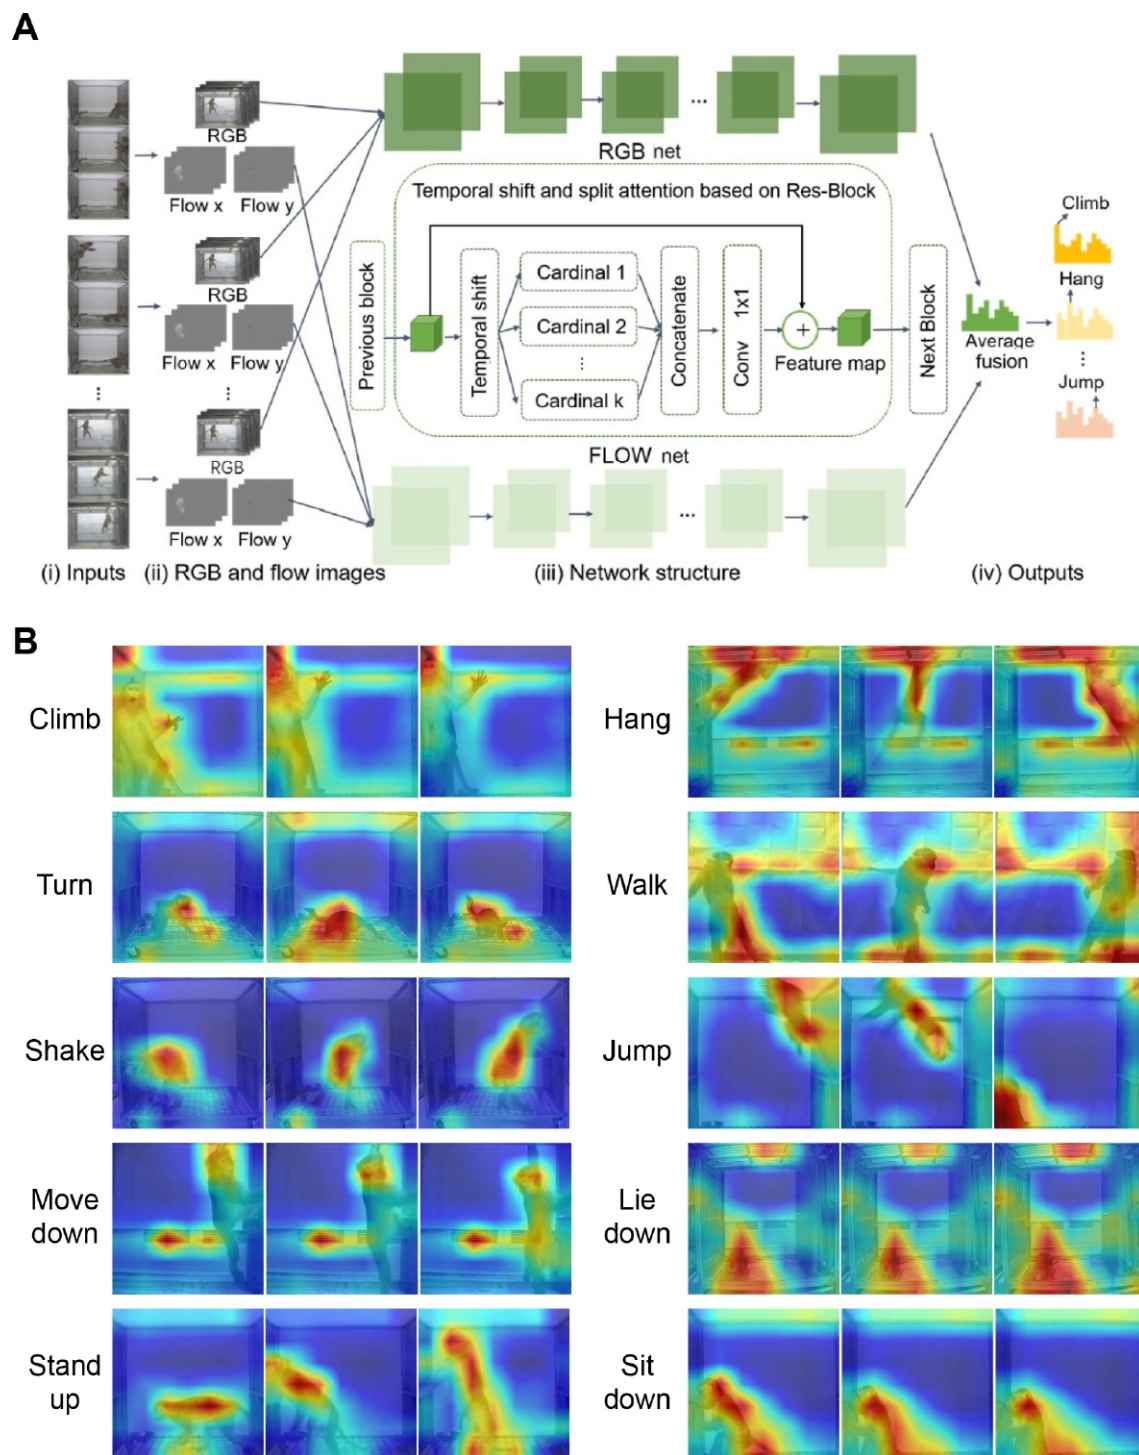 A
RGB
Flow x Flow y
RGB
Flow x Flow y
RGB
Flow x Flow y
RGB net
Temporal shift and split attention based on Res-Block
Previous block
Temporal shift
Cardinal 1
Cardinal 2
Cardinal k
Concatenate
Conv 1x1
+
Feature map
Next Block
FLOW net
Average
fusion
Climb
Hang
Jump
(i) Inputs (ii) RGB and flow images (iii) Network structure (iv) Outputs
B
Climb
Hang
Turn
Walk
Shake
Jump
Move
down
Lie
down
Stand
up
Sit
down